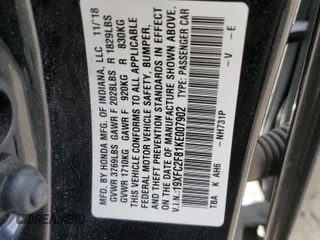 MFD BY HONDA MFG. OF INDIANA, LLC 11/'18
GVWR 3769LBS GAWR F 2028LBS R 1829LBS
GVWR 1710KG GAWR F 920KG R 830KG
THIS VEHICLE CONFORMS TO ALL APPLICABLE
FEDERAL MOTOR VEHICLE SAFETY, BUMPER,
AND THEFT PREVENTION STANDARDS IN EFFECT
ON THE DATE OF MANUFACTURE SHOWN ABOVE.
V.I.N.:19XFC2F61KE007902 TYPE: PASSENGER CAR
TBA K AH6 -NH731P -V -E